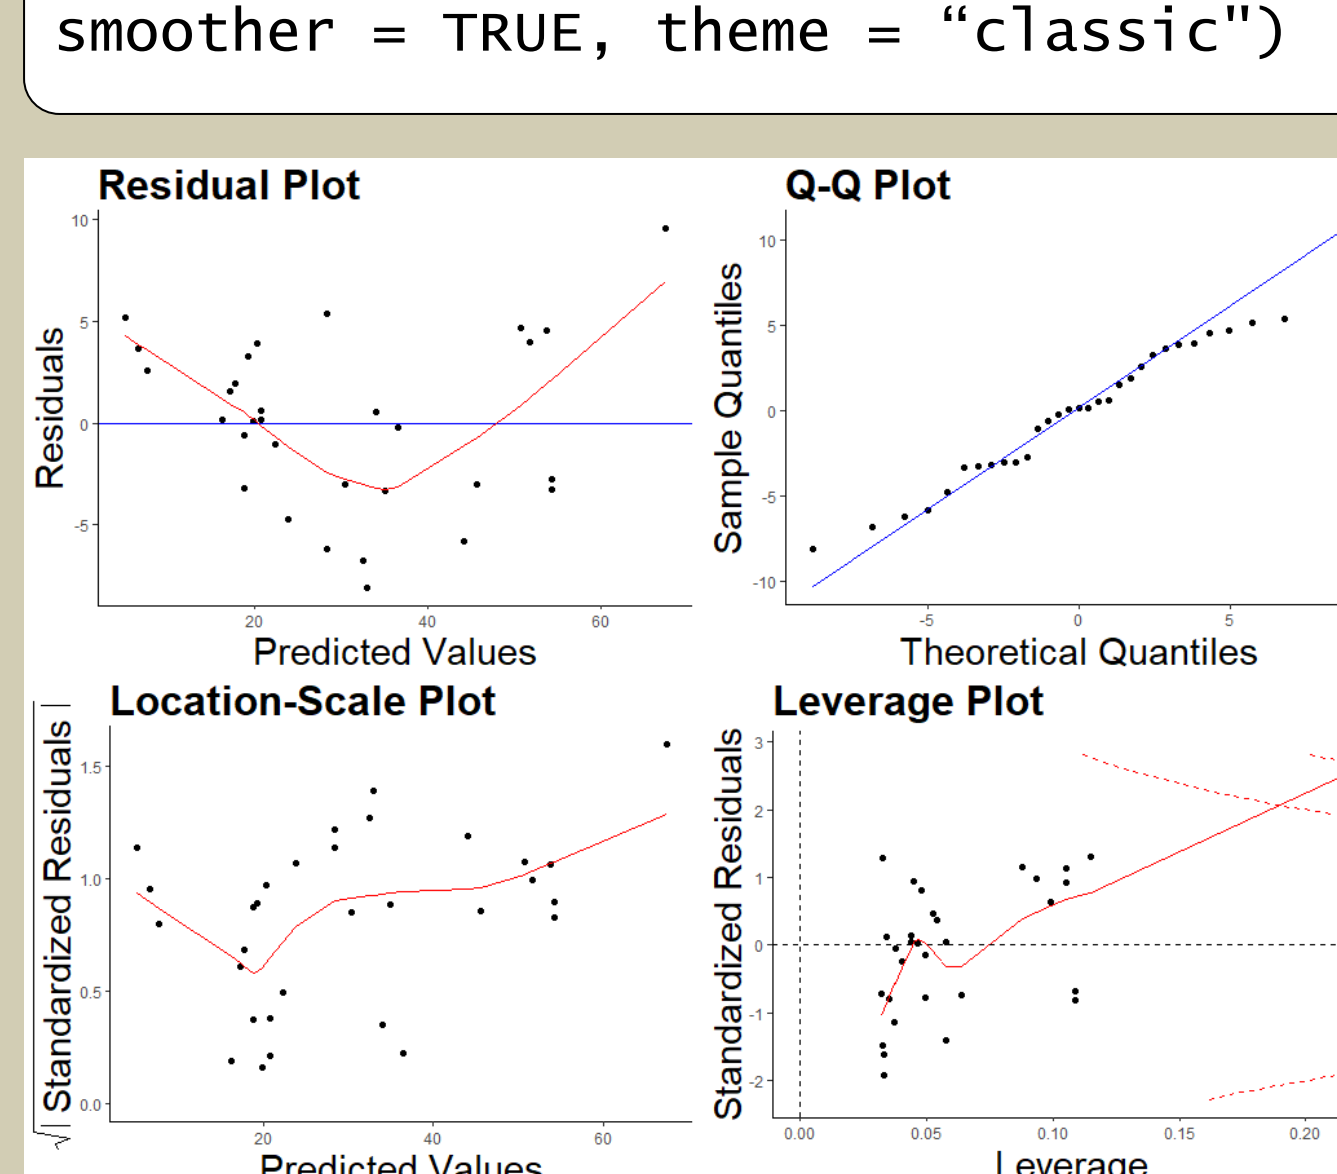 smoother = TRUE, theme = “classic")
Residual Plot
Residuals
10
5
0
-5
20 40 60
Predicted Values
Q-Q Plot
Sample Quantiles
10
5
0
-5
-10
-5 0 5
Theoretical Quantiles
Location-Scale Plot
√|Standardized Residuals|
1.5
1.0
0.5
0.0
20 40 60
Predicted Values
Leverage Plot
Standardized Residuals
3
2
1
0
-1
-2
0.00 0.05 0.10 0.15 0.20
Leverage